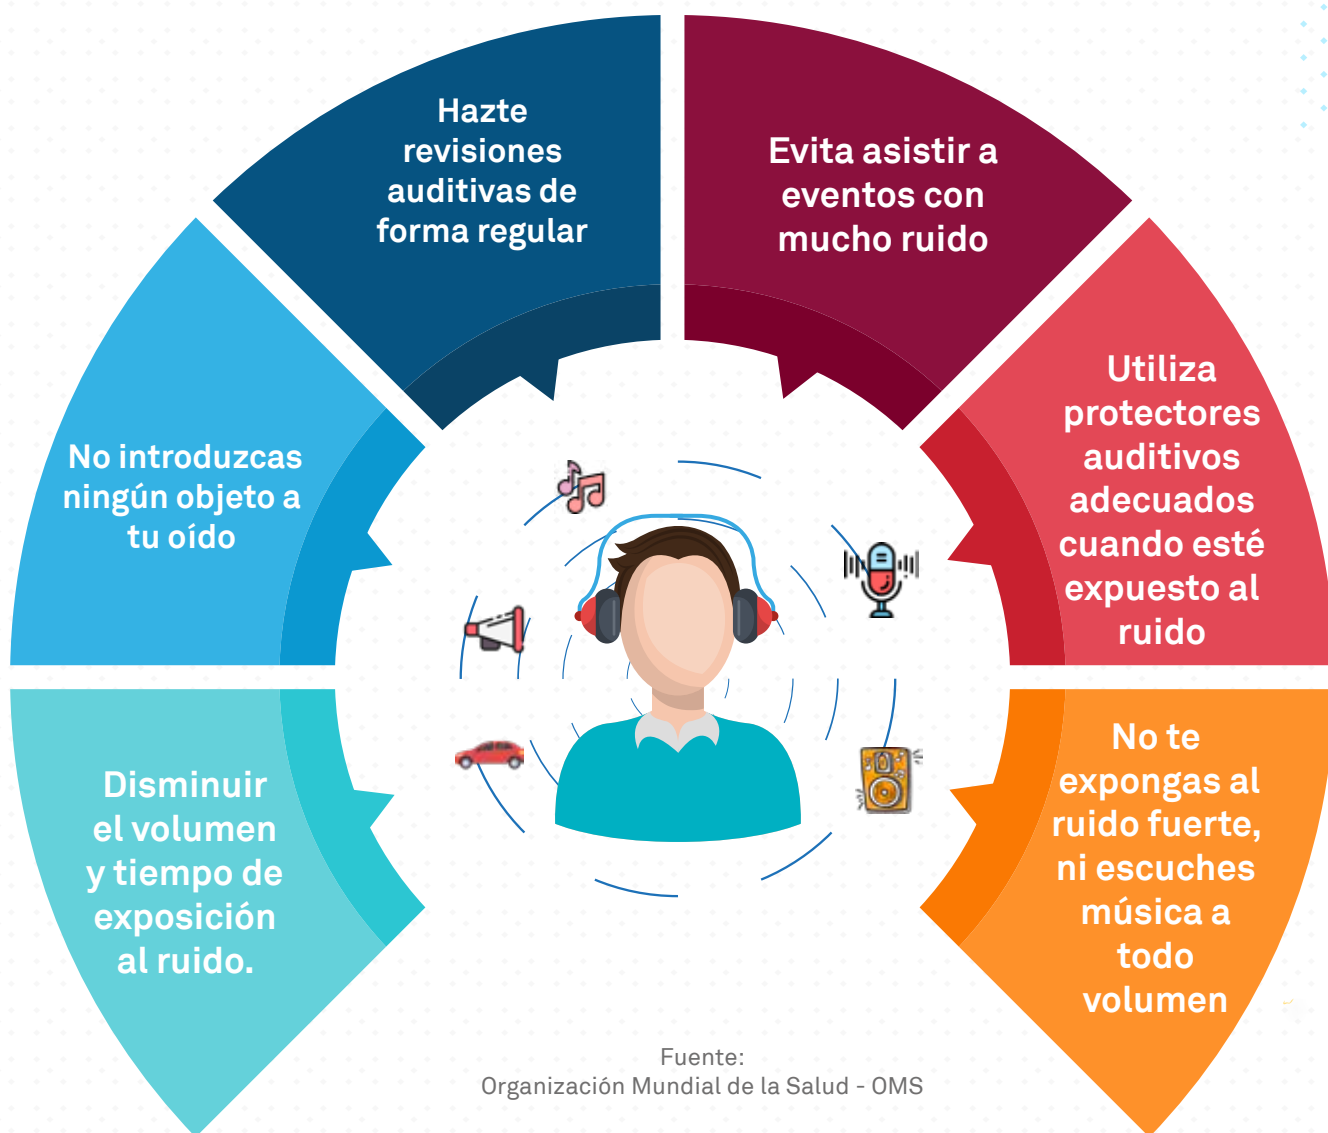 Hazte
revisiones
auditivas de
forma regular
Evita asistir a
eventos con
mucho ruido
Utiliza
protectores
auditivos
adecuados
cuando esté
expuesto al
ruido
No te
expongas al
ruido fuerte,
ni escuches
música a
todo
volumen
No introduzcas
ningún objeto a
tu oído
Disminuir
el volumen
y tiempo de
exposición
al ruido.
Fuente:
Organización Mundial de la Salud - OMS